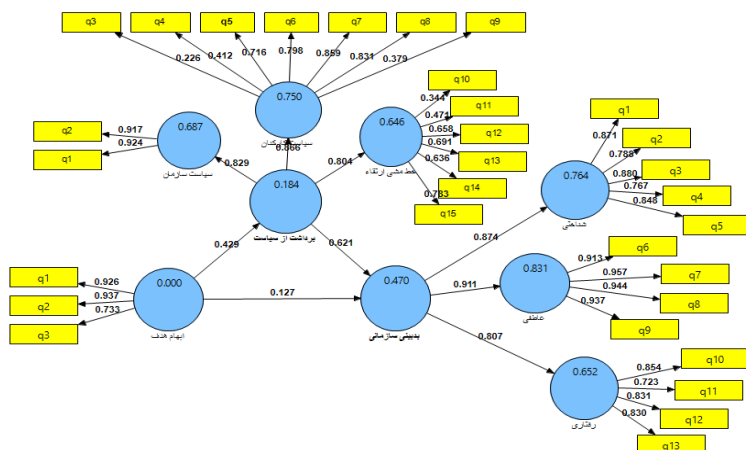 q3
q4
q5
q6
q7
q8
q9
0.226
0.412
0.716
0.798
0.859
0.831
0.379
0.750
سیاست کارکنان
0.866
q2
q1
0.917
0.924
0.687
سیاست سازمان
0.829
0.184
برداشت از سیاست
0.804
0.646
خط مشی ارتقاء
0.344
0.471
0.658
0.691
0.636
0.783
q10
q11
q12
q13
q14
q15
0.429
0.621
q1
q2
q3
0.926
0.937
0.733
0.000
ابهام هدف
0.127
0.470
بدبینی سازمانی
0.874
0.911
0.807
0.764
شناختی
0.871
0.788
0.880
0.767
0.848
q1
q2
q3
q4
q5
0.831
عاطفی
0.913
0.957
0.944
0.937
q6
q7
q8
q9
0.652
رفتاری
0.854
0.723
0.831
0.830
q10
q11
q12
q13